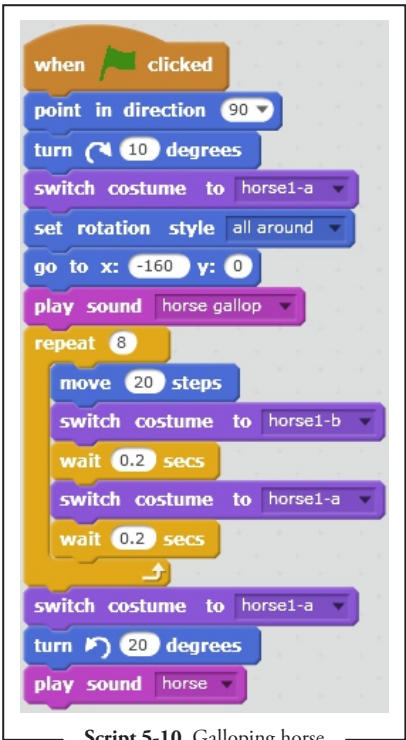 when clicked
point in direction 90
turn 10 degrees
switch costume to horse1-a
set rotation style all around
go to x: -160 y: 0
play sound horse gallop
repeat 8
move 20 steps
switch costume to horse1-b
wait 0.2 secs
switch costume to horse1-a
wait 0.2 secs
switch costume to horse1-a
turn 20 degrees
play sound horse
Script 5-10 Galloping horse